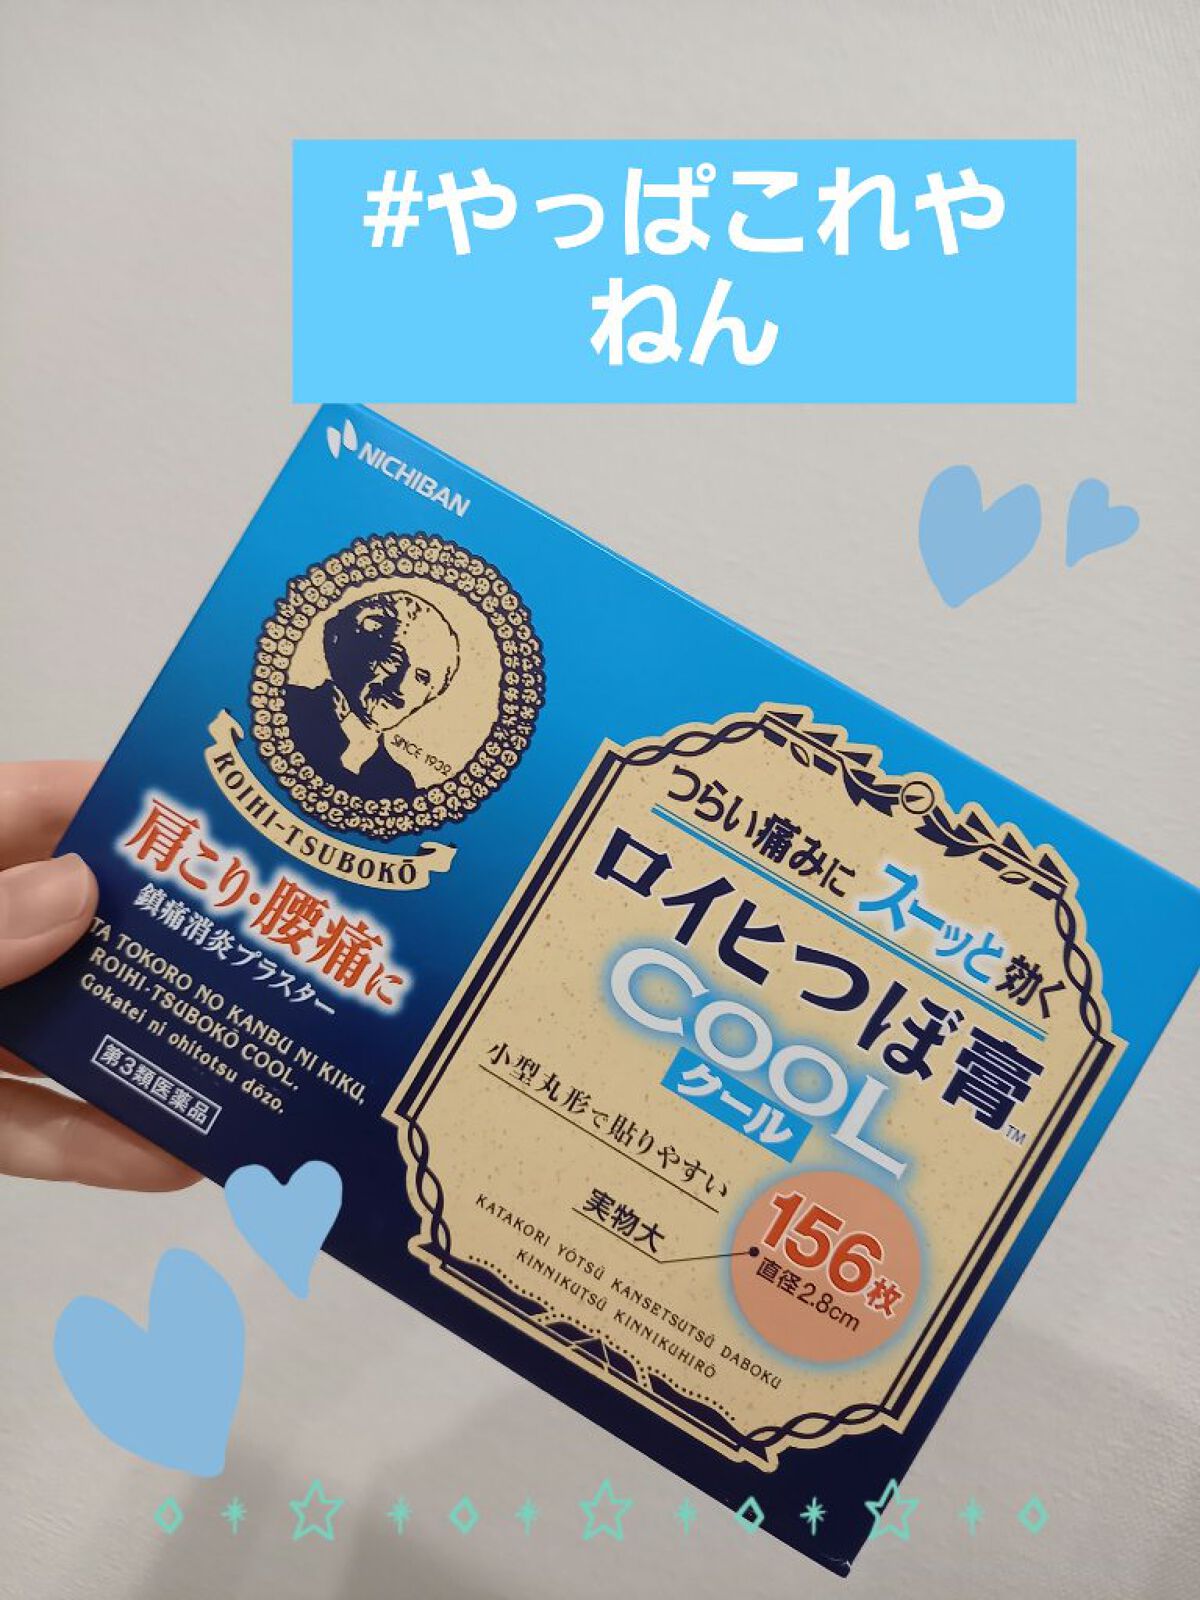 #やっぱこれや
ねん
NICHIBAN
SINCE 1932
ROIHI-TSUBOKŌ
肩こり・腰痛に
鎮痛消炎プラスター
ITA TOKORO NO KANBU NI KIKU,
ROIHI-TSUBOKŌ COOL.
Gokatei ni ohitotsu dōzo.
第3類医薬品
つらい痛みに スーッと効く
ロイヒつぼ膏™
COOL
クール
小型丸形で貼りやすい
実物大
156枚
直径2.8cm
KATAKORI YŌTSŪ KANSETSUTSŪ DABOKU
KINNIKUTSŪ KINNIKUHIRŌ